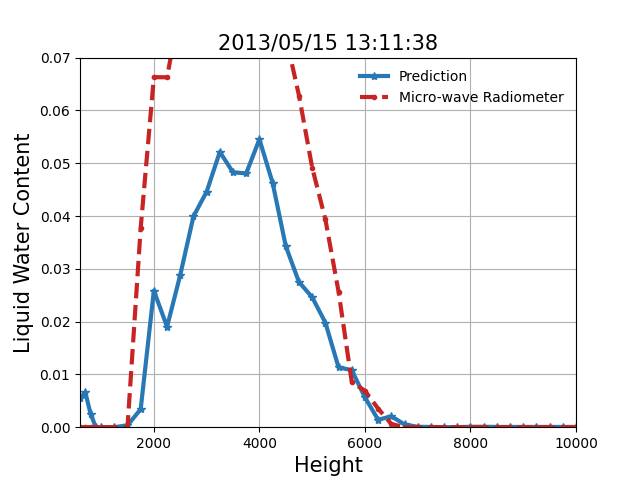 2013/05/15 13:11:38
Prediction
Micro-wave Radiometer
Liquid Water Content
0.07
0.06
0.05
0.04
0.03
0.02
0.01
0.00
2000 4000 6000 8000 10000
Height